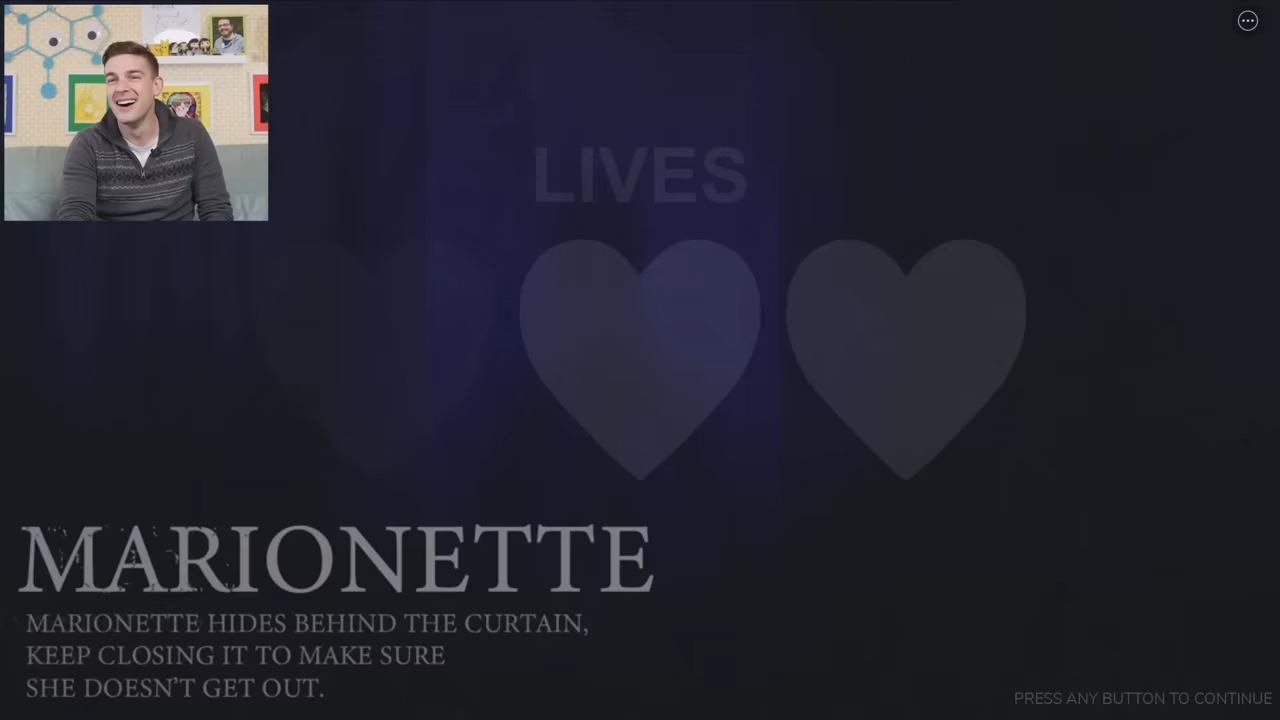 LIVES
MARIONETTE
MARIONETTE HIDES BEHIND THE CURTAIN,
KEEP CLOSING IT TO MAKE SURE
SHE DOESN'T GET OUT.
PRESS ANY BUTTON TO CONTINUE